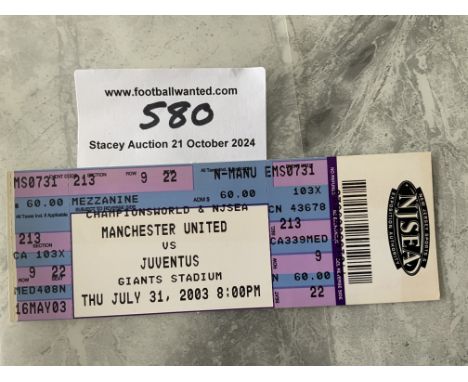 www.footballwanted.com
580
Stacey Auction 21 October 2024
MS0731 213 9 22 N-MANU EMS0731
$ 60.00 MEZZANINE ADM $ 60.00 103X
CHAMPIONSWORLD & NJSEA CN 43670
213 MANCHESTER UNITED 213
CA 103X VS CA339MED
9 22 JUVENTUS 9
MED408N GIANTS STADIUM N 60.00
16MAY03 THU JULY 31, 2003 8:00PM 22
NJSEA